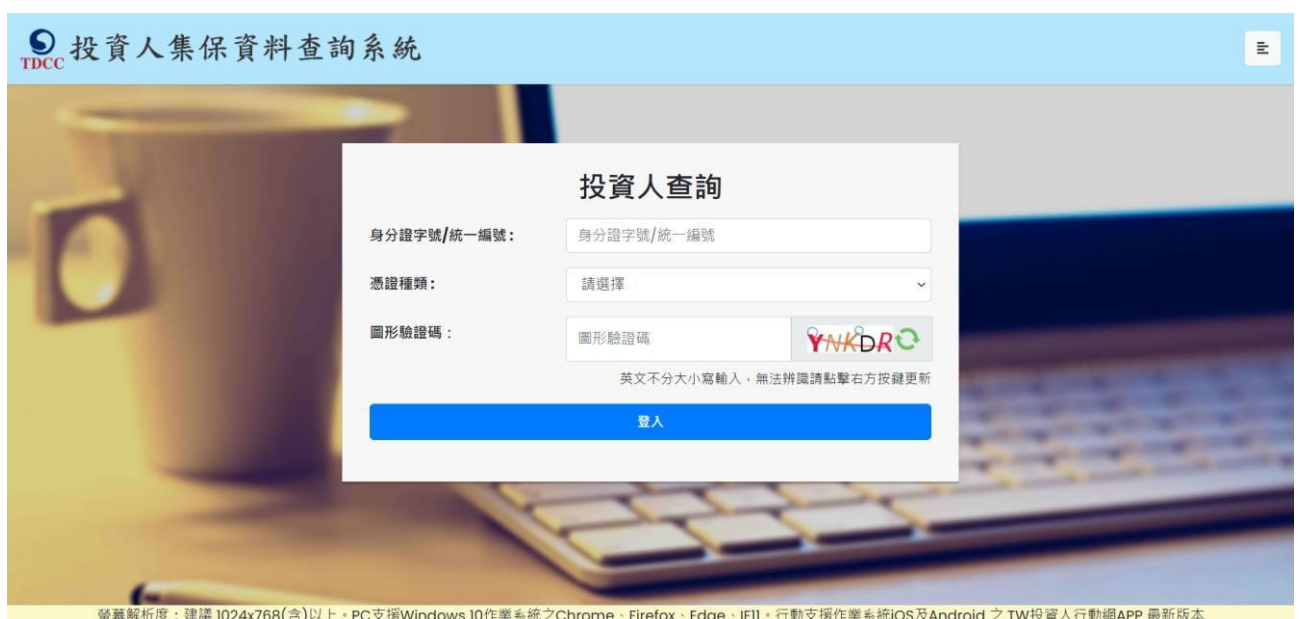 TDCC 投資人集保資料查詢系統
投資人查詢
身分證字號/統一編號：
身分證字號/統一編號
憑證種類：
請選擇
圖形驗證碼：
圖形驗證碼
YNKDR
英文不分大小寫輸入，無法辨識請點擊右方按鍵更新
登入
螢幕解析度：建議 1024x768(含)以上。PC支援Windows 10作業系統之Chrome、Firefox、Edge、IE11。行動支援作業系統iOS及Android 之 TW投資人行動網APP 最新版本